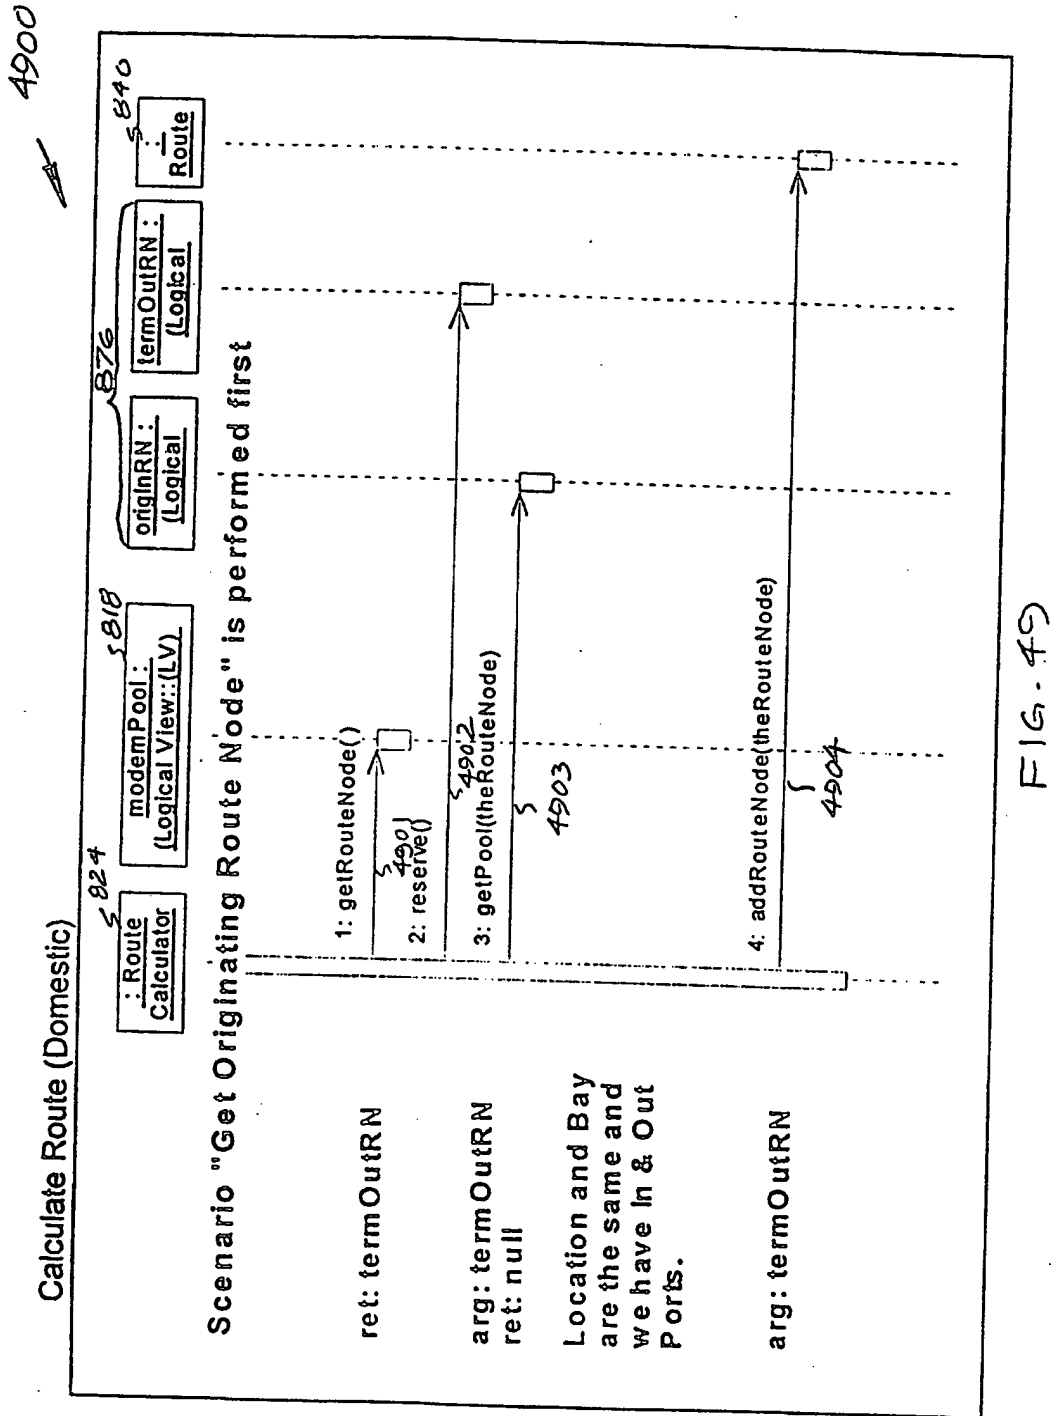 4900
Calculate Route (Domestic)
824
: Route
Calculator
818
modemPool :
(Logical View::(LV)
876
origInRN :
(Logical
termOutRN :
(Logical
840
:
Route
Scenario "Get Originating Route Node" is performed first
ret: termOutRN
1: getRouteNode()
4901
2: reserve()
4902
arg: termOutRN
ret: null
3: getPool(theRouteNode)
4903
Location and Bay
are the same and
we have In & Out
Ports.
arg: termOutRN
4: addRouteNode(theRouteNode)
4904
FIG. 49